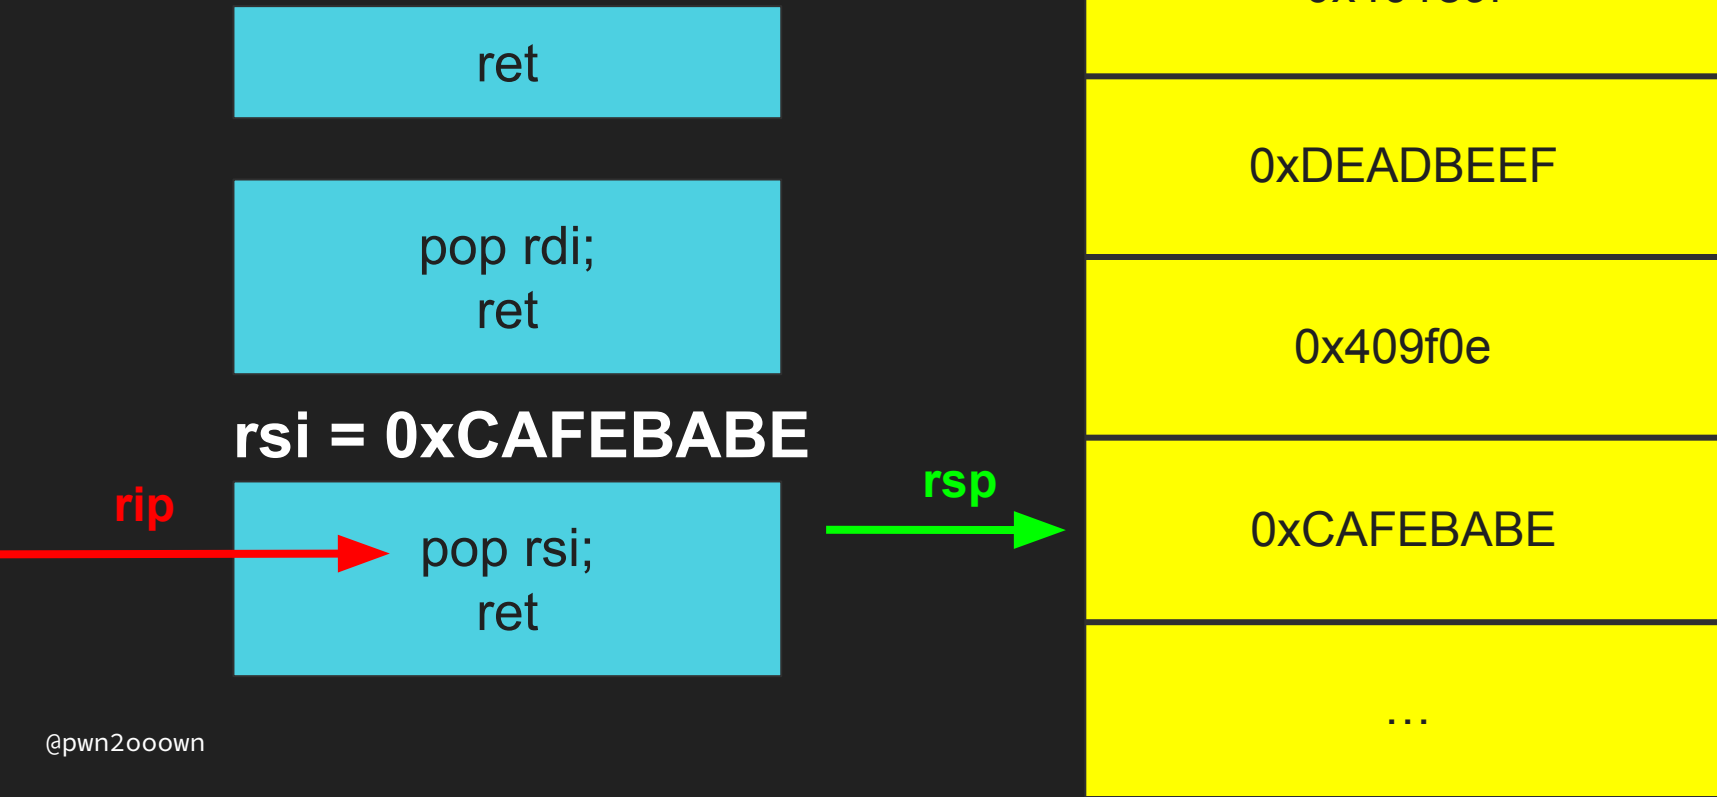 ret
pop rdi;
ret
rsi = 0xCAFEBABE
rip
pop rsi;
ret
rsp
0xDEADBEEF
0x409f0e
0xCAFEBABE
...
@pwn2ooown